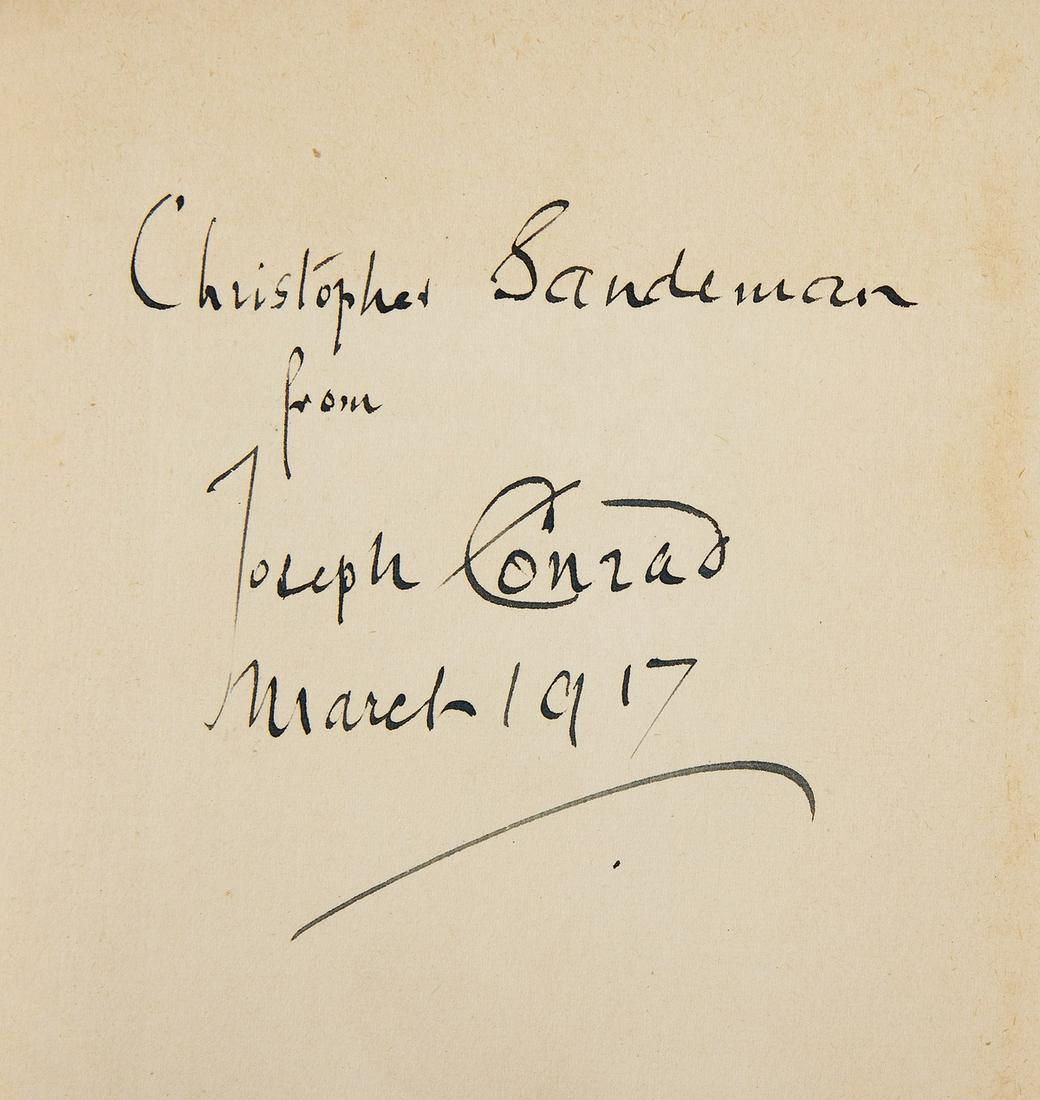 Christopher Sandeman
from
Joseph Conrad
March 1917